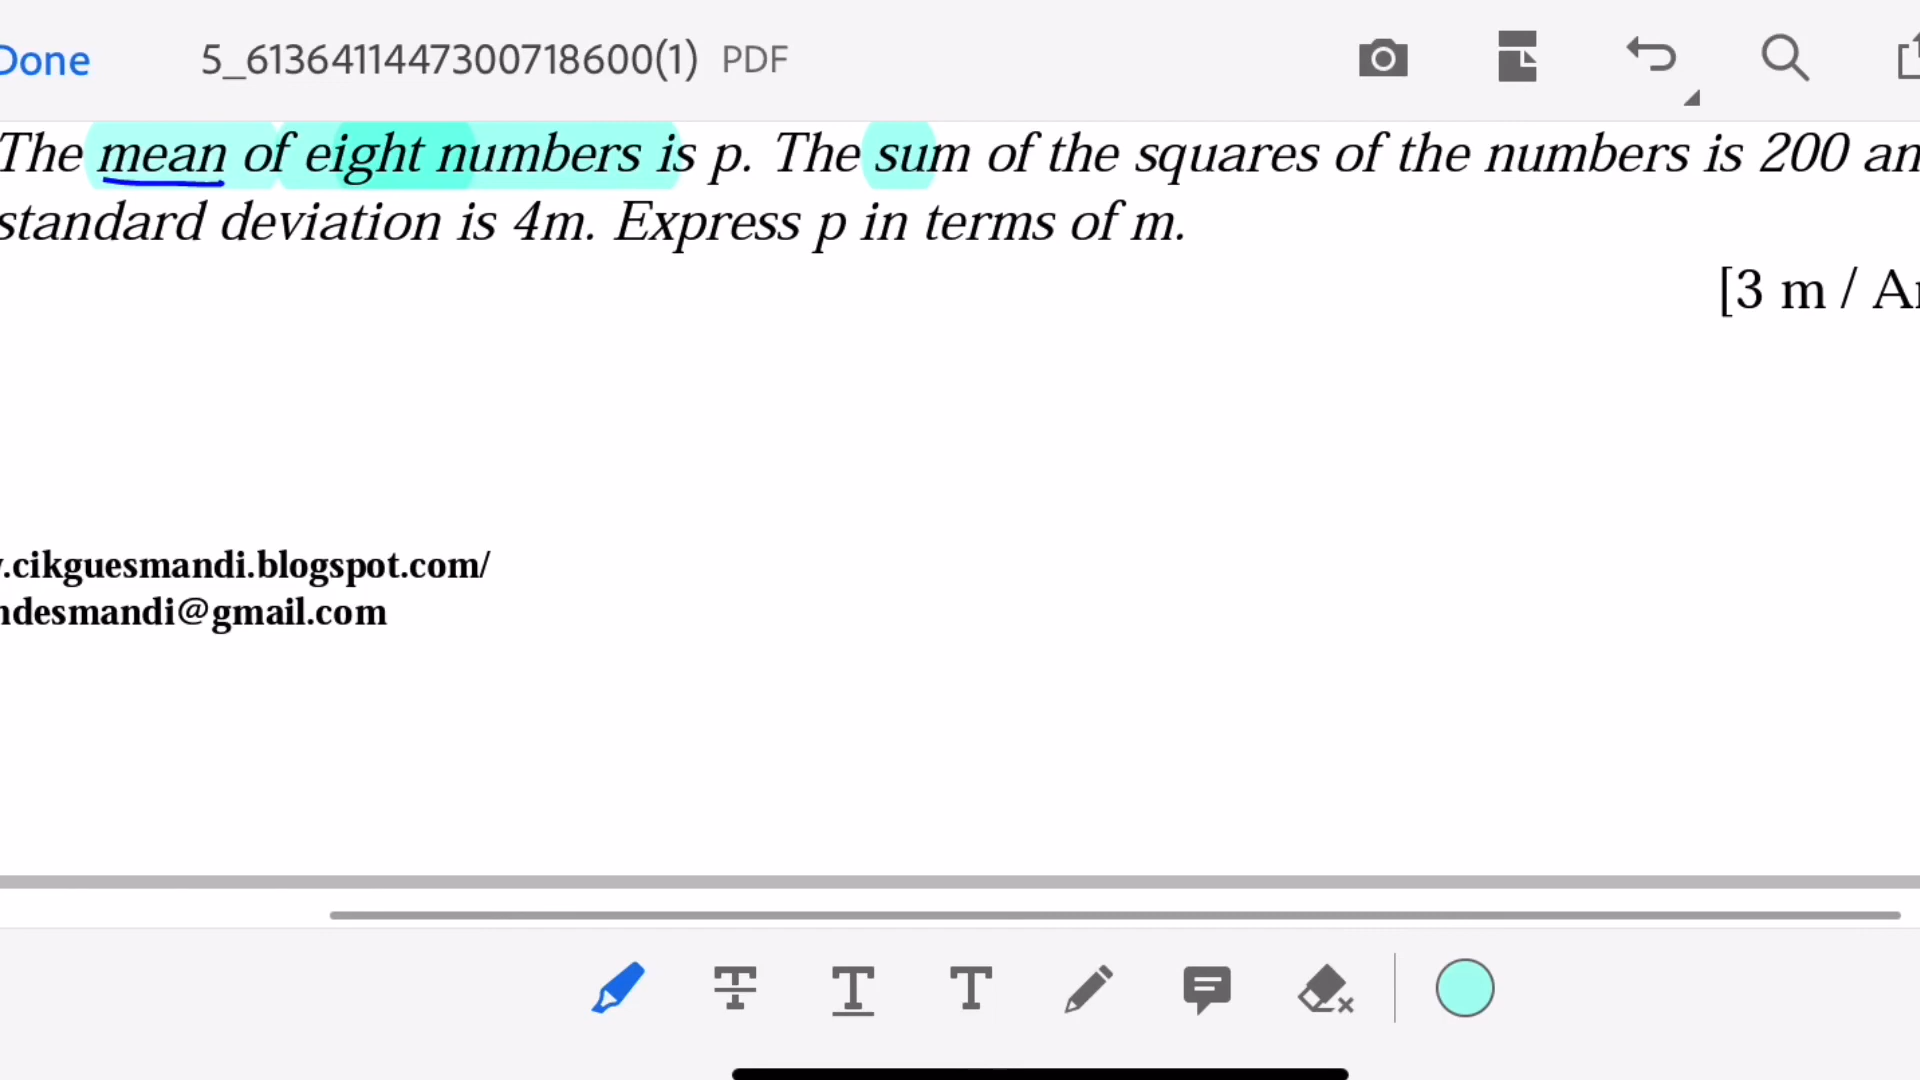 Done 5_6136411447300718600(1) PDF
The mean of eight numbers is p. The sum of the squares of the numbers is 200 an
standard deviation is 4m. Express p in terms of m.
[3 m / A
.cikguesmandi.blogspot.com/
ndesmandi@gmail.com